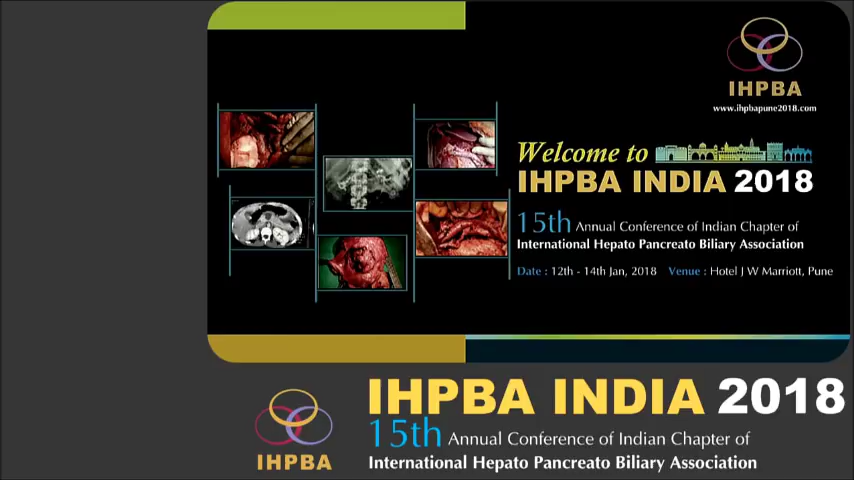 IHPBA
www.ihpbapune2018.com
Welcome to
IHPBA INDIA 2018
15th Annual Conference of Indian Chapter of
International Hepato Pancreato Biliary Association
Date : 12th - 14th Jan, 2018 Venue : Hotel J W Marriott, Pune
IHPBA INDIA 2018
15th Annual Conference of Indian Chapter of
International Hepato Pancreato Biliary Association
IHPBA